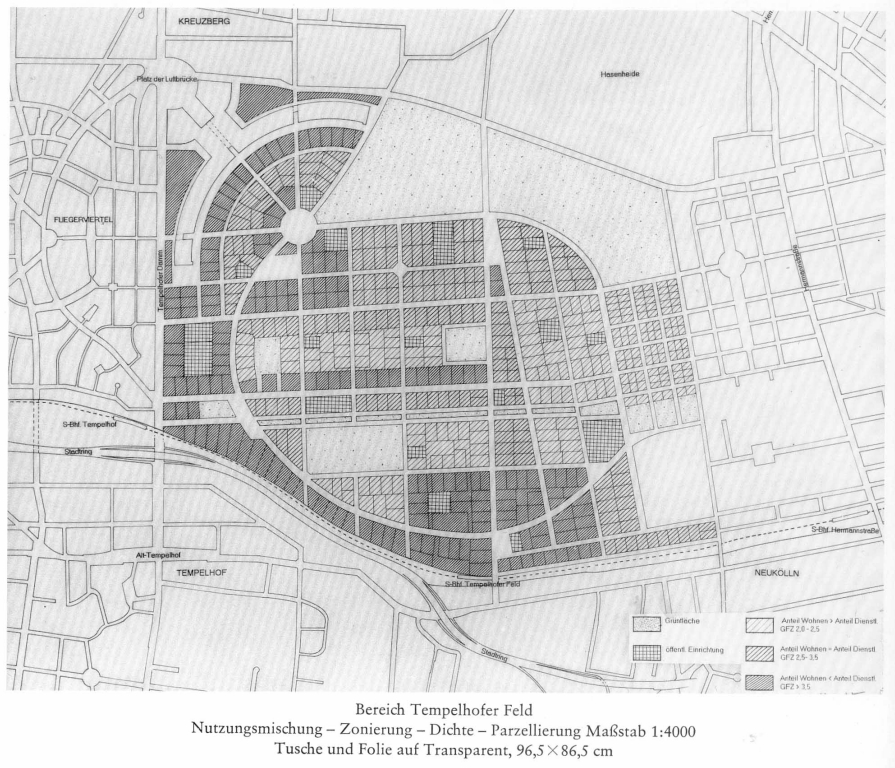 KREUZBERG
Platz der Luftbrücke
Hasenheide
FLIEGERVIERTEL
Tempelhofer Damm
Hermannstraße
S-Bhf. Tempelhof
Stadtring
S-Bhf. Hermannstraße
Alt-Tempelhof
TEMPELHOF
NEUKÖLLN
S-Bhf. Tempelhofer Feld
Stadtring
Grünfläche
öffentl. Einrichtung
Anteil Wohnen > Anteil Dienstl.
GFZ 2,0 - 2,5
Anteil Wohnen = Anteil Dienstl.
GFZ 2,5 - 3,5
Anteil Wohnen < Anteil Dienstl.
GFZ > 3,5
Bereich Tempelhofer Feld
Nutzungsmischung – Zonierung – Dichte – Parzellierung Maßstab 1:4000
Tusche und Folie auf Transparent, 96,5×86,5 cm